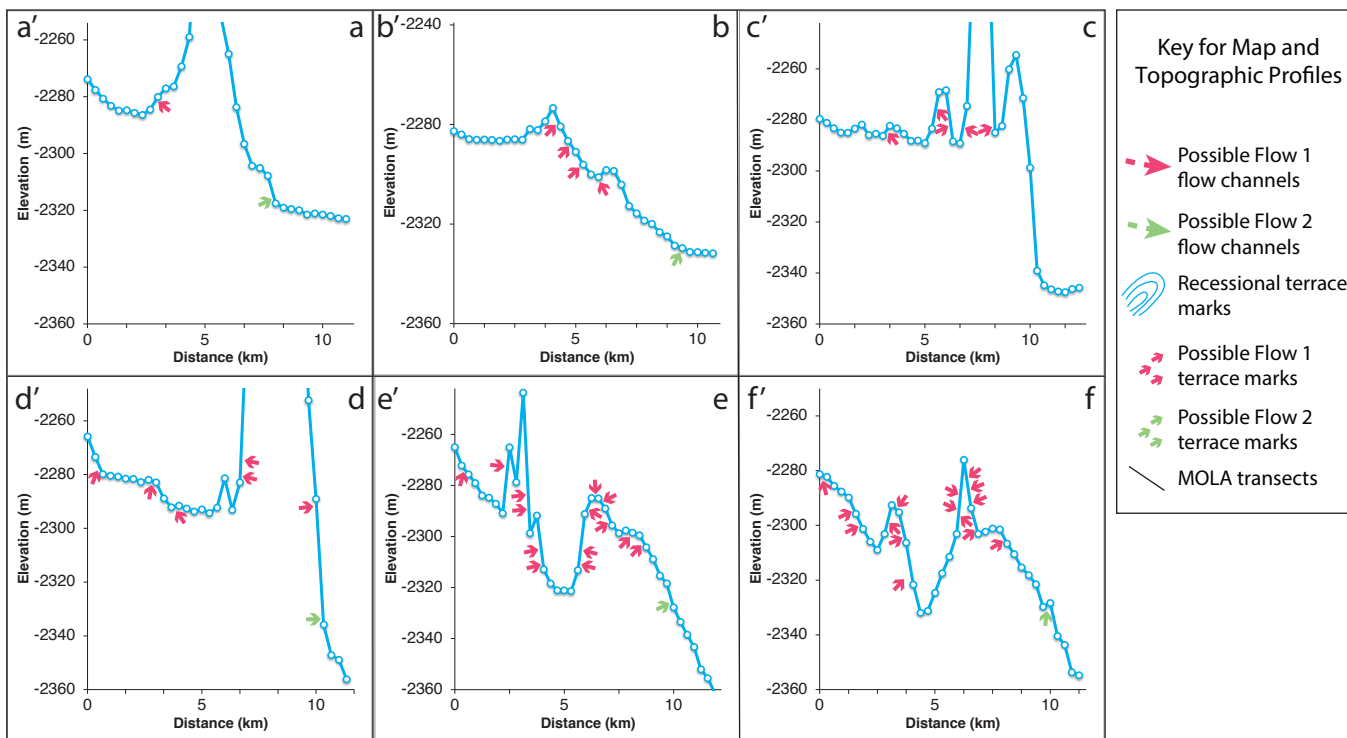 a'
a
-2260
-2280
-2300
-2320
-2340
-2360
Elevation (m)
0
5
10
Distance (km)
b'
b
-2240
-2280
-2320
-2360
Elevation (m)
0
5
10
Distance (km)
c'
c
-2260
-2280
-2300
-2320
-2340
-2360
Elevation (m)
0
5
10
Distance (km)
d'
d
-2260
-2280
-2300
-2320
-2340
-2360
Elevation (m)
0
5
10
Distance (km)
e'
e
-2240
-2260
-2280
-2300
-2320
-2340
-2360
Elevation (m)
0
5
10
Distance (km)
f'
f
-2260
-2280
-2300
-2320
-2340
-2360
Elevation (m)
0
5
10
Distance (km)
Key for Map and
Topographic Profiles
Possible Flow 1
flow channels
Possible Flow 2
flow channels
Recessional terrace
marks
Possible Flow 1
terrace marks
Possible Flow 2
terrace marks
MOLA transects